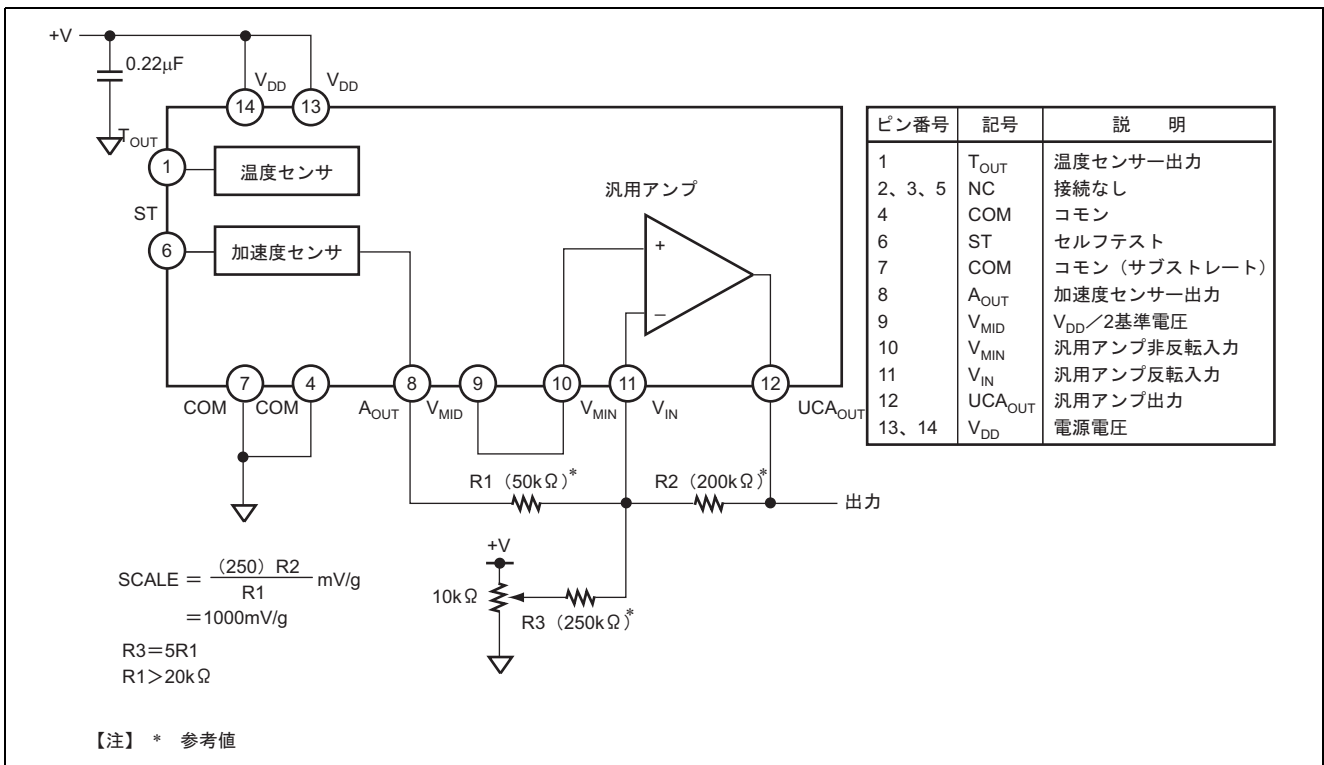 +V
0.22μF
V_DD
V_DD
14
13
T_OUT
1
温度センサ
汎用アンプ
ST
6
加速度センサ
+
−
7
4
8
9
10
11
12
COM
COM
A_OUT
V_MID
V_MIN
V_IN
UCA_OUT
R1（50kΩ）*
R2（200kΩ）*
出力
+V
10kΩ
R3（250kΩ）*
SCALE = (250) R2 / R1 mV/g
＝1000mV/g
R3＝5R1
R1＞20kΩ
ピン番号 記号 説　明
1 T_OUT 温度センサー出力
2、3、5 NC 接続なし
4 COM コモン
6 ST セルフテスト
7 COM コモン（サブストレート）
8 A_OUT 加速度センサー出力
9 V_MID V_DD／2基準電圧
10 V_MIN 汎用アンプ非反転入力
11 V_IN 汎用アンプ反転入力
12 UCA_OUT 汎用アンプ出力
13、14 V_DD 電源電圧
【注】 * 参考値